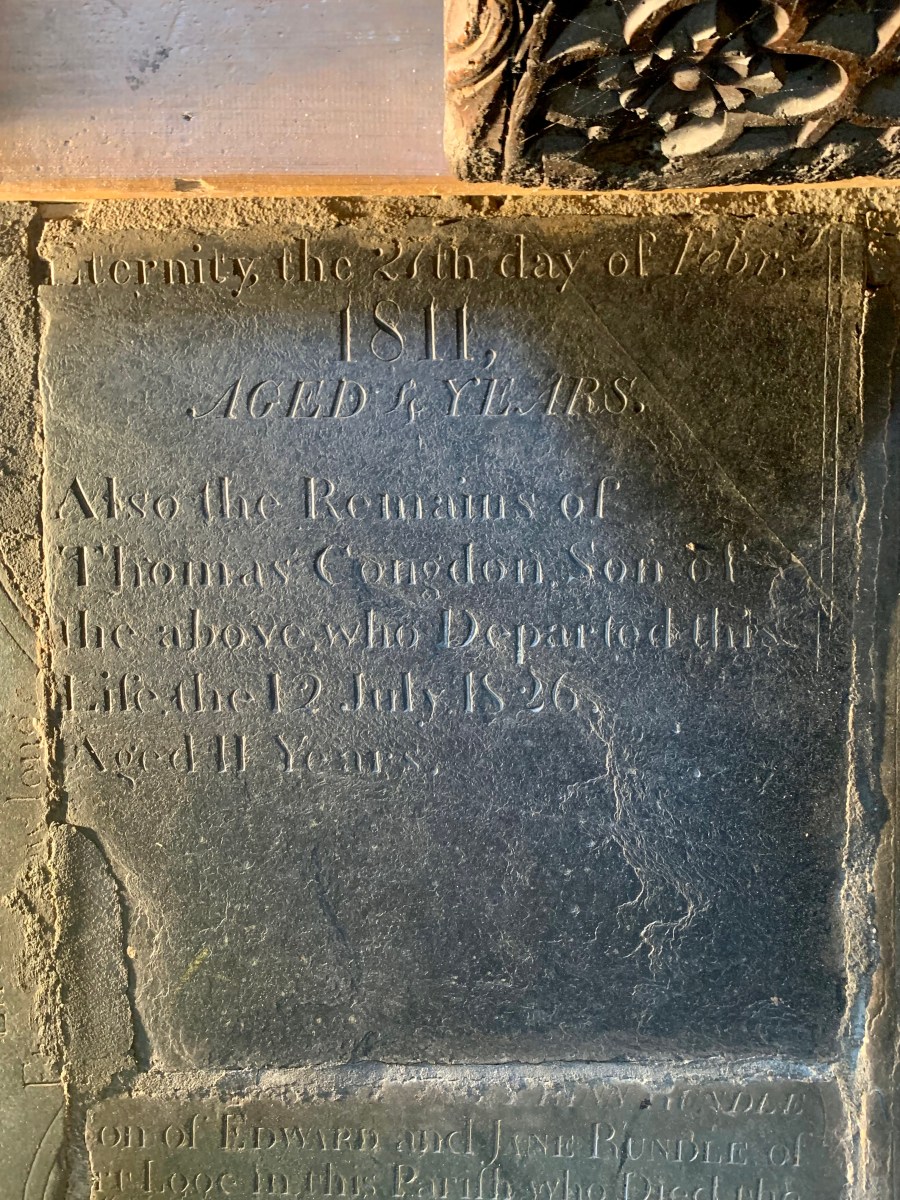 Eternity, the 27th day of Febr.y
1811,
AGED YEARS.
Also the Remains of
Thomas Congdon, Son of
the above, who Departed this
Life, the 12 July 1826,
Aged 11 Years.
RUNDLE
on of EDWARD and JANE RUNDLE of
Looe in this Parish who Died the